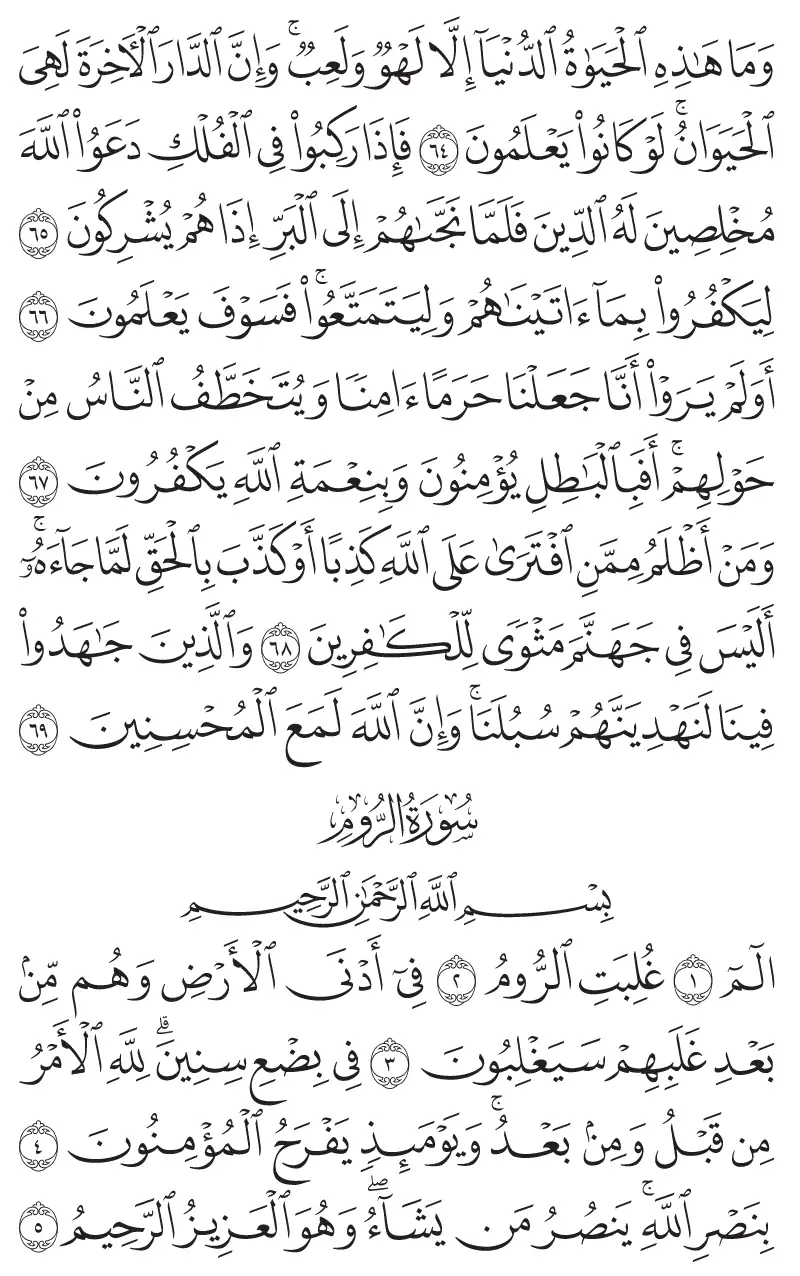 وَمَا هَـٰذِهِ ٱلْحَيَوٰةُ ٱلدُّنْيَآ إِلَّا لَهْوٌ وَلَعِبٌ ۚ وَإِنَّ ٱلدَّارَ ٱلْـَٔاخِرَةَ لَهِىَ
ٱلْحَيَوَانُ ۚ لَوْ كَانُوا۟ يَعْلَمُونَ ٦٤ فَإِذَا رَكِبُوا۟ فِى ٱلْفُلْكِ دَعَوُا۟ ٱللَّهَ
مُخْلِصِينَ لَهُ ٱلدِّينَ فَلَمَّا نَجَّىٰهُمْ إِلَى ٱلْبَرِّ إِذَا هُمْ يُشْرِكُونَ ٦٥
لِيَكْفُرُوا۟ بِمَآ ءَاتَيْنَـٰهُمْ وَلِيَتَمَتَّعُوا۟ ۚ فَسَوْفَ يَعْلَمُونَ ٦٦
أَوَلَمْ يَرَوْا۟ أَنَّا جَعَلْنَا حَرَمًا ءَامِنًا وَيُتَخَطَّفُ ٱلنَّاسُ مِنْ
حَوْلِهِمْ ۚ أَفَبِٱلْبَـٰطِلِ يُؤْمِنُونَ وَبِنِعْمَةِ ٱللَّهِ يَكْفُرُونَ ٦٧
وَمَنْ أَظْلَمُ مِمَّنِ ٱفْتَرَىٰ عَلَى ٱللَّهِ كَذِبًا أَوْ كَذَّبَ بِٱلْحَقِّ لَمَّا جَآءَهُۥٓ ۚ
أَلَيْسَ فِى جَهَنَّمَ مَثْوًى لِّلْكَـٰفِرِينَ ٦٨ وَٱلَّذِينَ جَـٰهَدُوا۟
فِينَا لَنَهْدِيَنَّهُمْ سُبُلَنَا ۚ وَإِنَّ ٱللَّهَ لَمَعَ ٱلْمُحْسِنِينَ ٦٩
سُورَةُ الرُّومِ
بِسْمِ ٱللَّهِ ٱلرَّحْمَـٰنِ ٱلرَّحِيمِ
الٓمٓ ١ غُلِبَتِ ٱلرُّومُ ٢ فِىٓ أَدْنَى ٱلْأَرْضِ وَهُم مِّنۢ
بَعْدِ غَلَبِهِمْ سَيَغْلِبُونَ ٣ فِى بِضْعِ سِنِينَ ۗ لِلَّهِ ٱلْأَمْرُ
مِن قَبْلُ وَمِنۢ بَعْدُ ۚ وَيَوْمَئِذٍ يَفْرَحُ ٱلْمُؤْمِنُونَ ٤
بِنَصْرِ ٱللَّهِ ۚ يَنصُرُ مَن يَشَآءُ ۖ وَهُوَ ٱلْعَزِيزُ ٱلرَّحِيمُ ٥